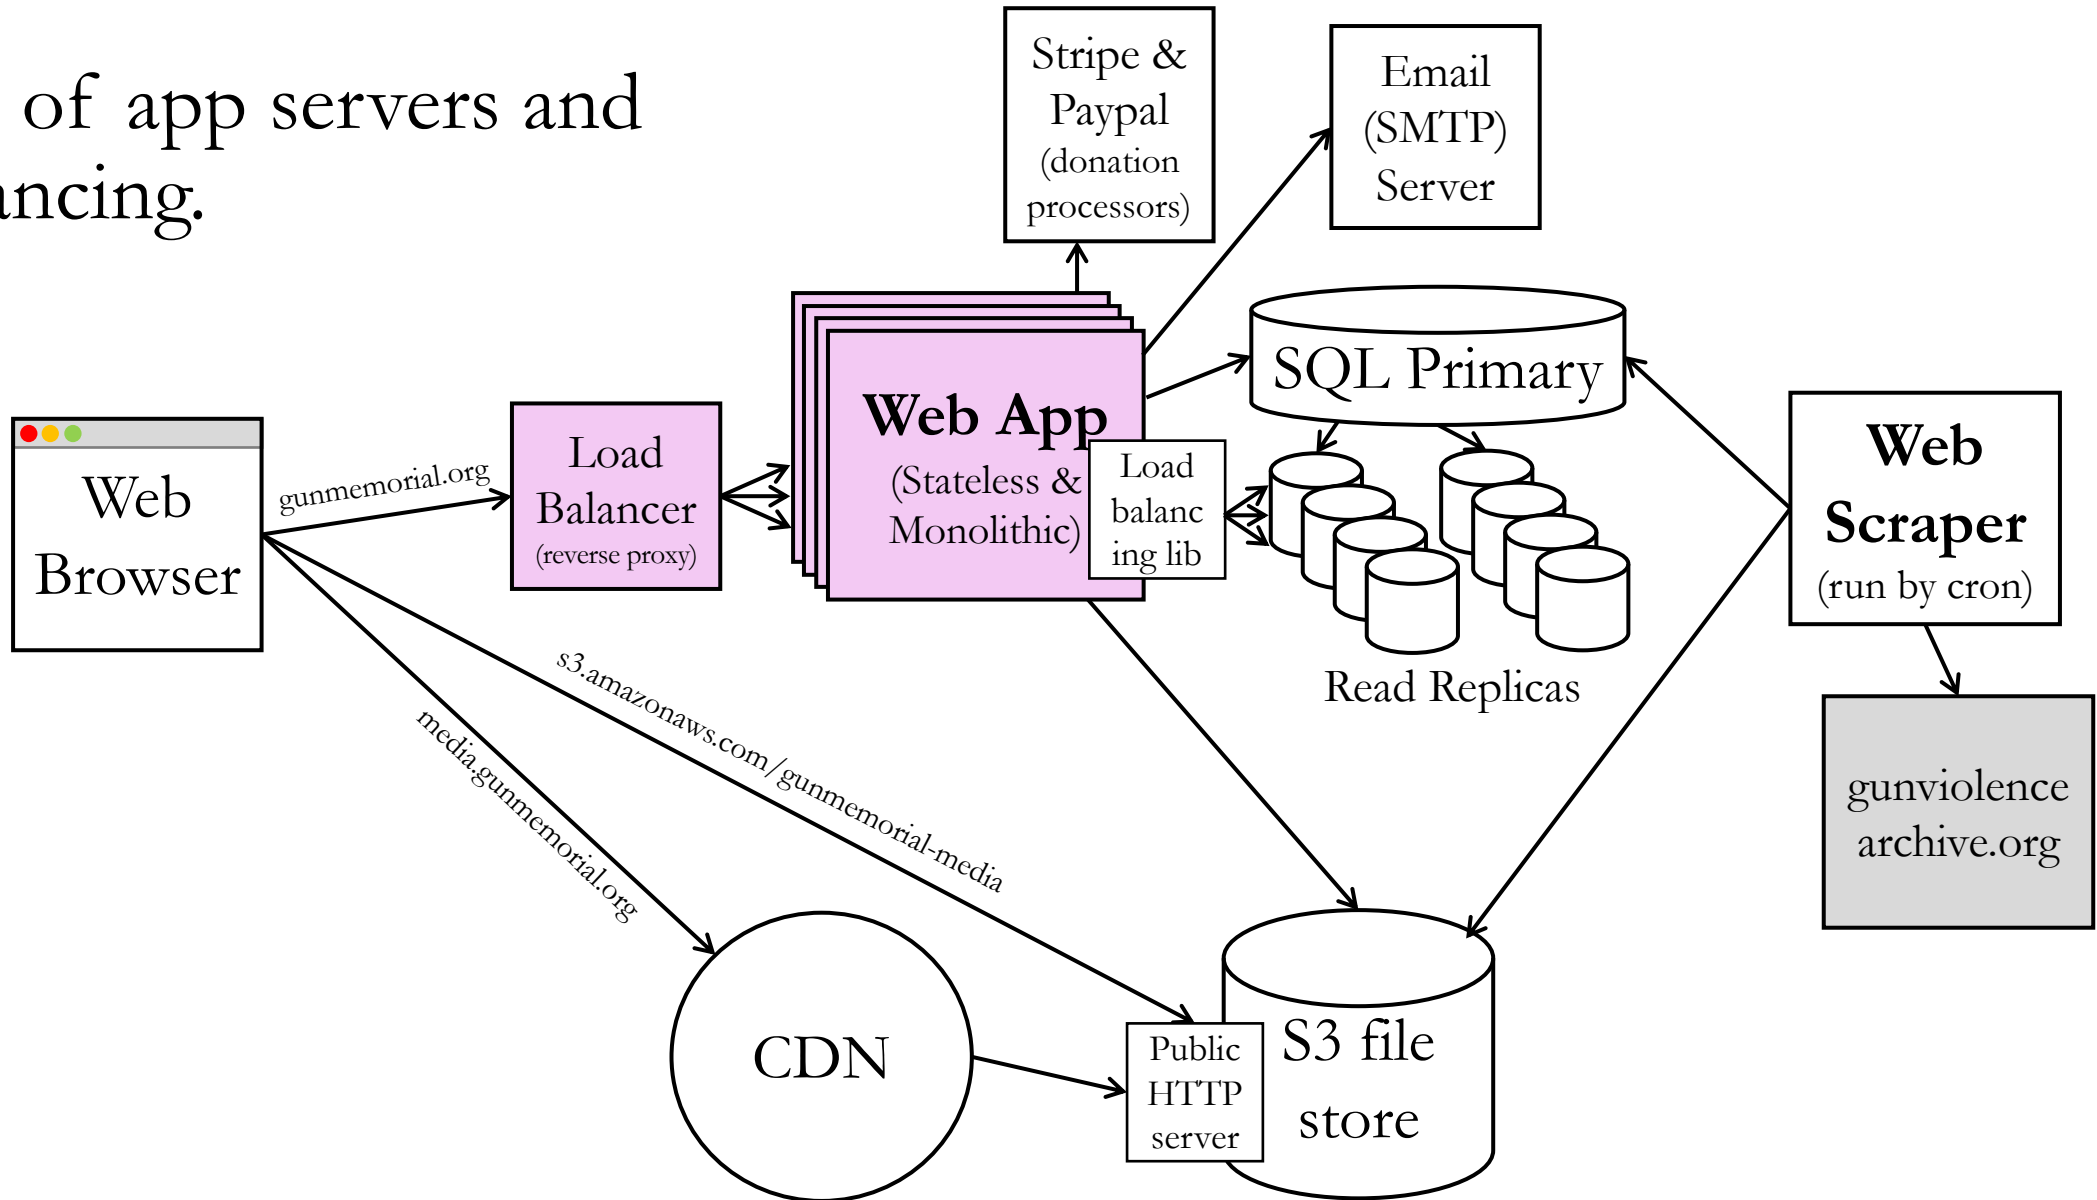 of app servers and
ancing.
Stripe &
Paypal
(donation
processors)
Email
(SMTP)
Server
SQL Primary
Web App
(Stateless &
Monolithic)
Load
balanc
ing lib
Load
Balancer
(reverse proxy)
Web
Browser
gunmemorial.org
Web
Scraper
(run by cron)
Read Replicas
s3.amazonaws.com/gunmemorial-media
media.gunmemorial.org
gunviolence
archive.org
CDN
Public
HTTP
server
S3 file
store